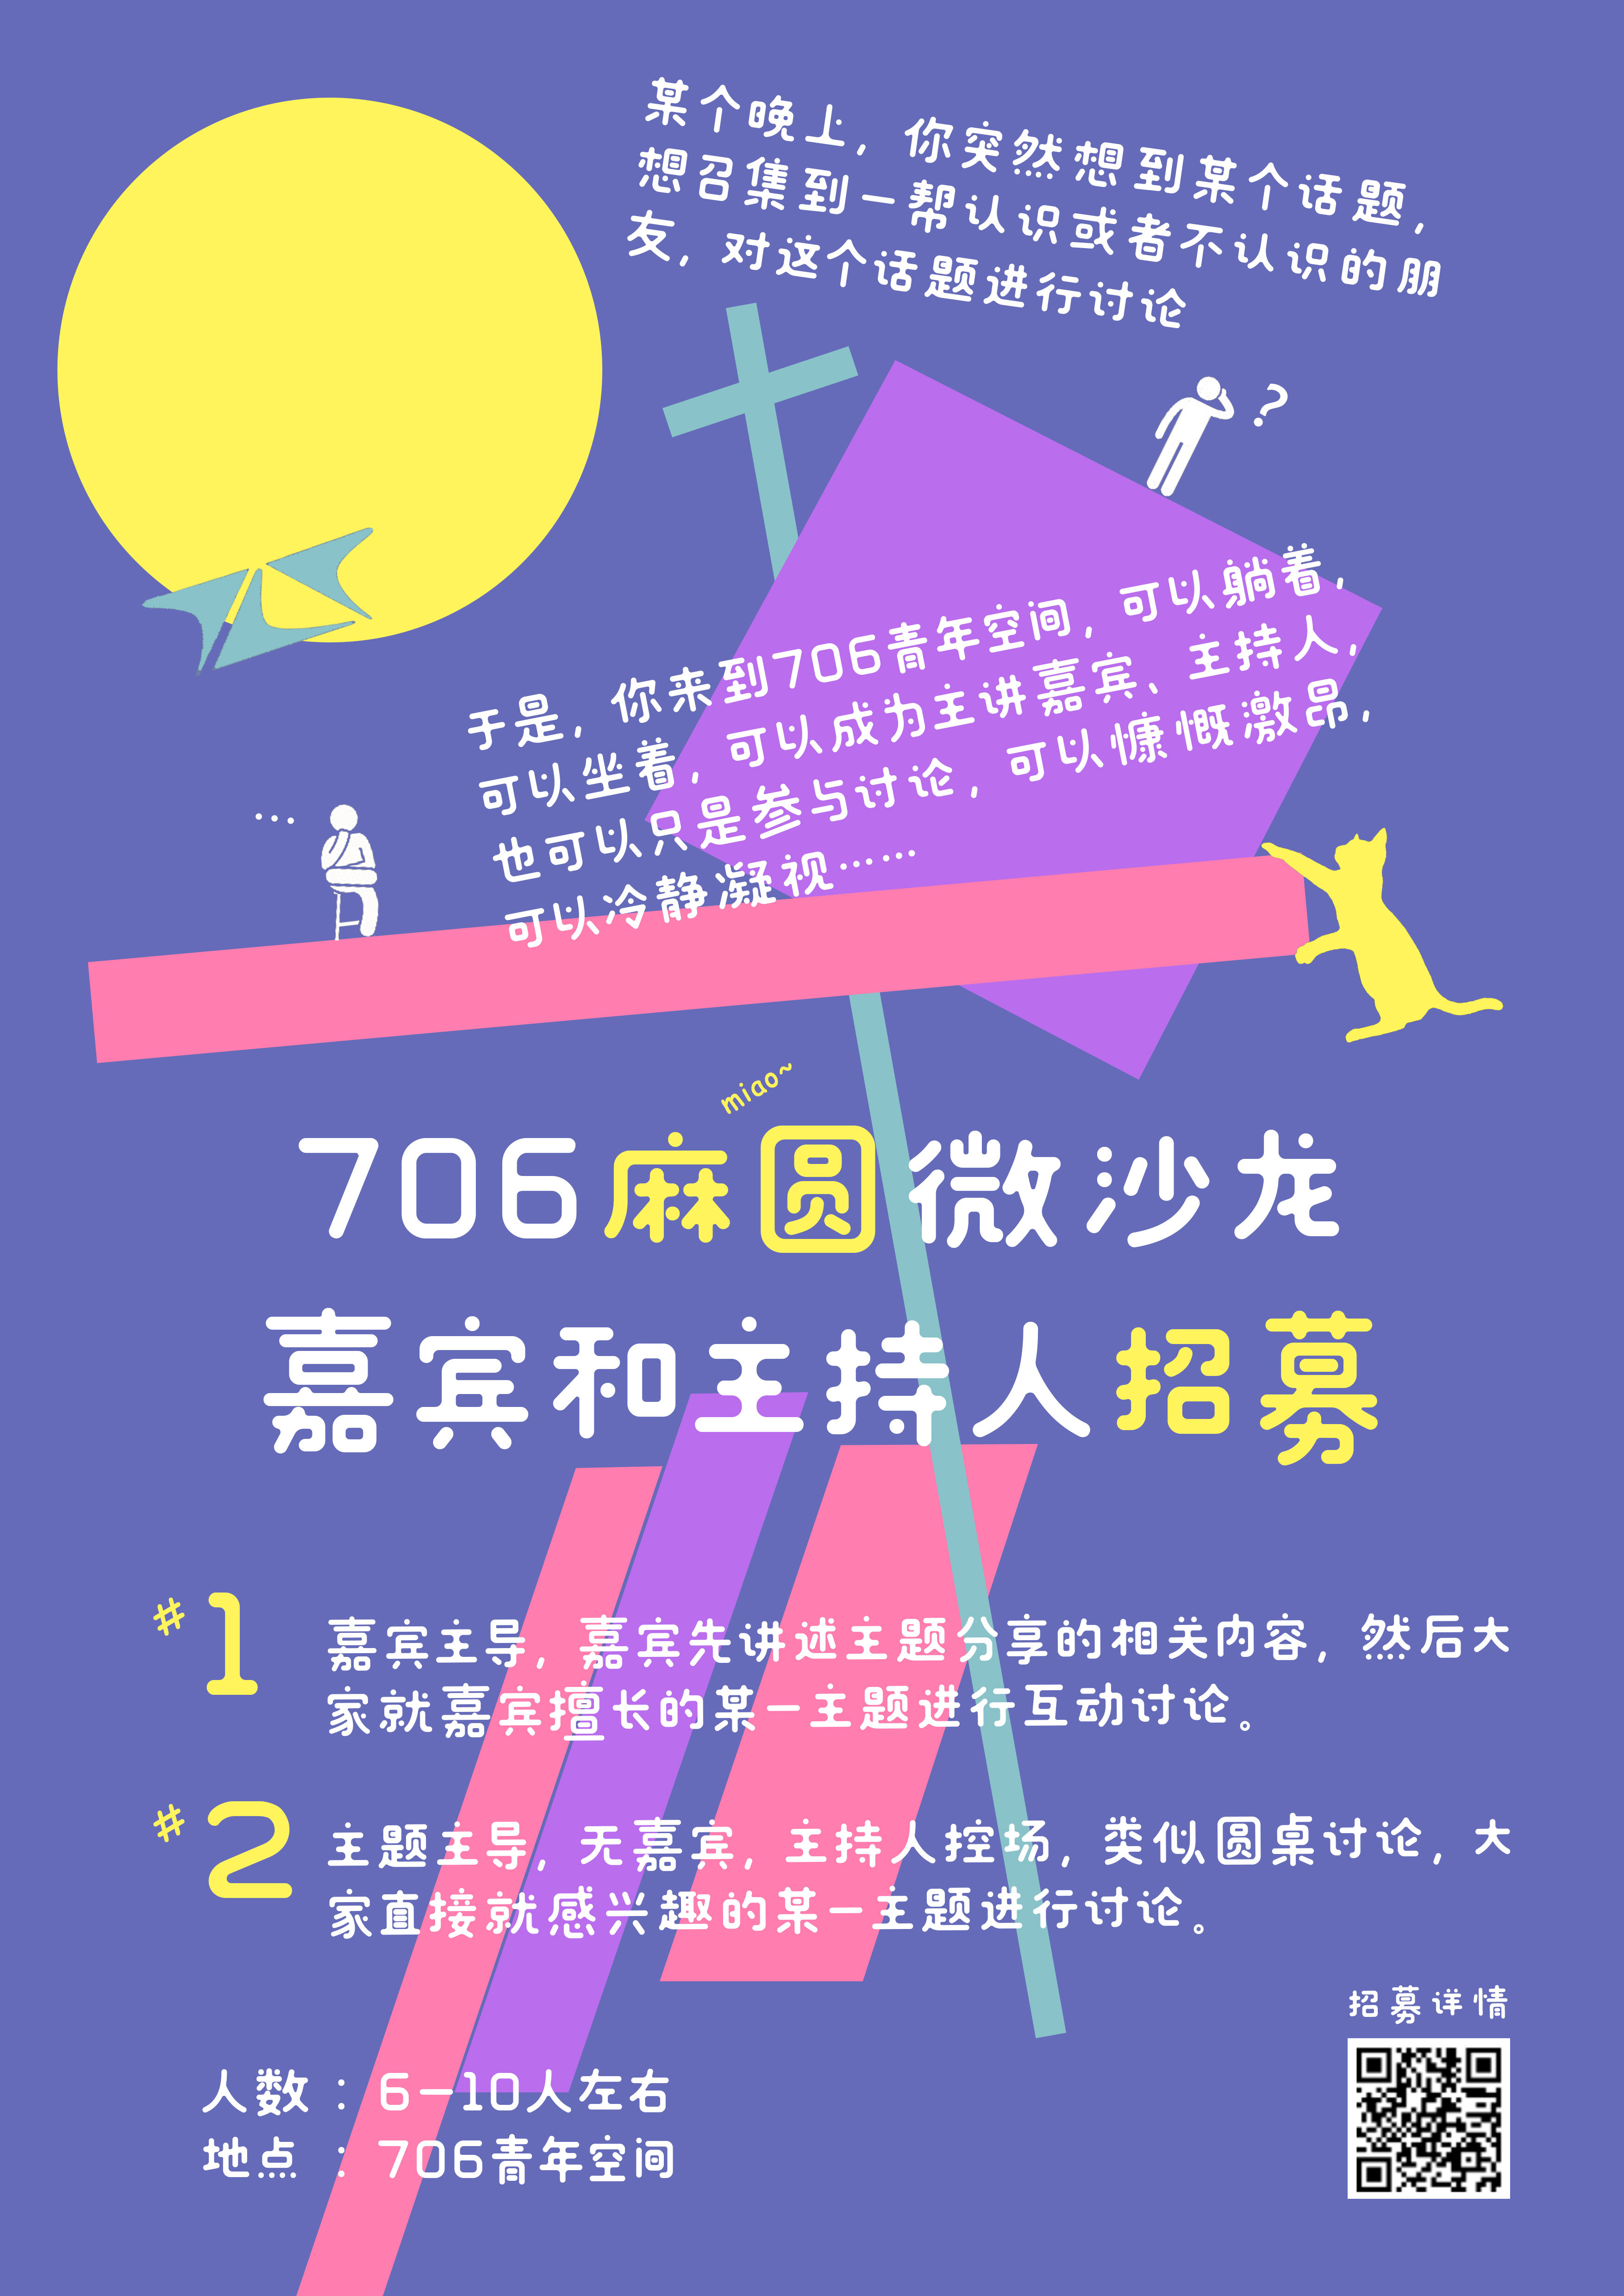 某个晚上，你突然想到某个话题，
想召集到一帮认识或者不认识的朋
友，对这个话题进行讨论
?
于是，你来到706青年空间，可以躺着，
可以坐着，可以成为主讲嘉宾、主持人，
也可以只是参与讨论，可以慷慨激昂，
可以冷静凝视……
...
miao~
706麻圆微沙龙
嘉宾和主持人招募
#1
嘉宾主导，嘉宾先讲述主题分享的相关内容，然后大
家就嘉宾擅长的某一主题进行互动讨论。
#2
主题主导，无嘉宾，主持人控场，类似圆桌讨论，大
家直接就感兴趣的某一主题进行讨论。
招募详情
人数：6-10人左右
地点：706青年空间